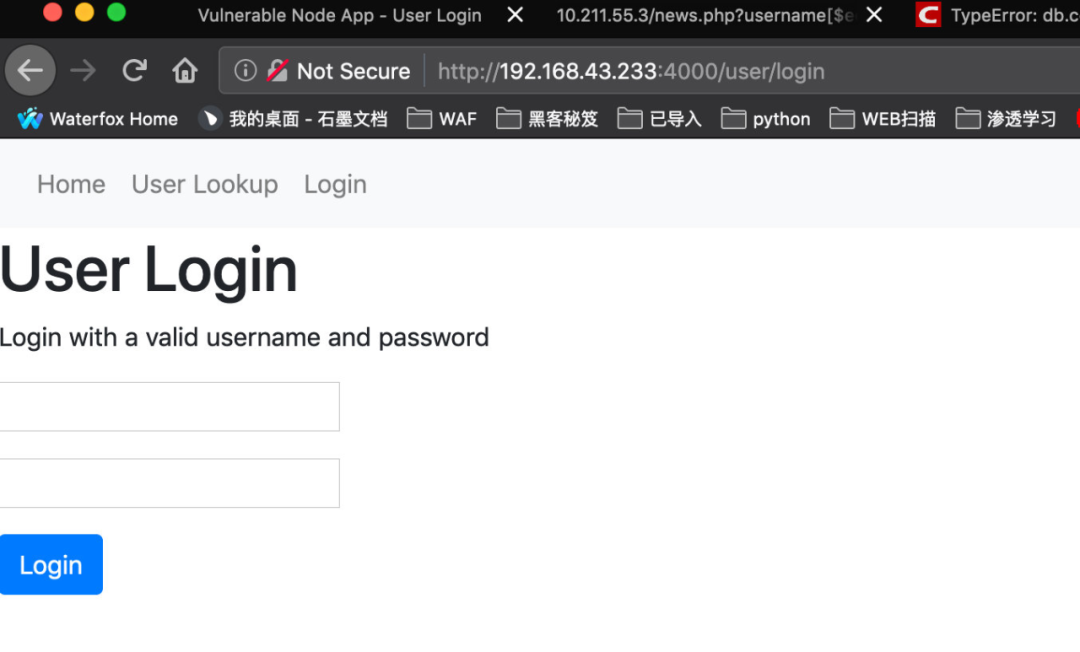 Vulnerable Node App - User Login 10.211.55.3/news.php?username[$e TypeError: db.c
Not Secure http://192.168.43.233:4000/user/login
Waterfox Home 我的桌面 - 石墨文档 WAF 黑客秘笈 已导入 python WEB扫描 渗透学习
Home User Lookup Login
User Login
Login with a valid username and password
Login